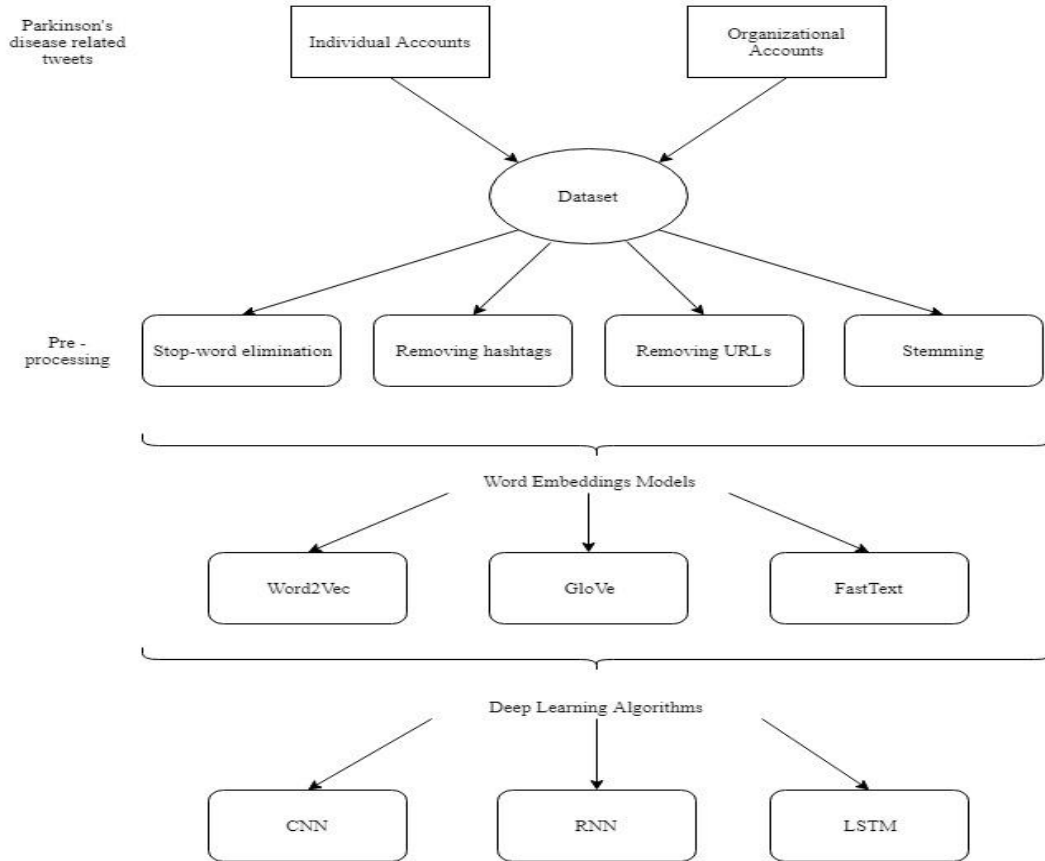 Parkinson's
disease related
tweets
Individual Accounts
Organizational
Accounts
Dataset
Pre -
processing
Stop-word elimination
Removing hashtags
Removing URLs
Stemming
Word Embeddings Models
Word2Vec
GloVe
FastText
Deep Learning Algorithms
CNN
RNN
LSTM